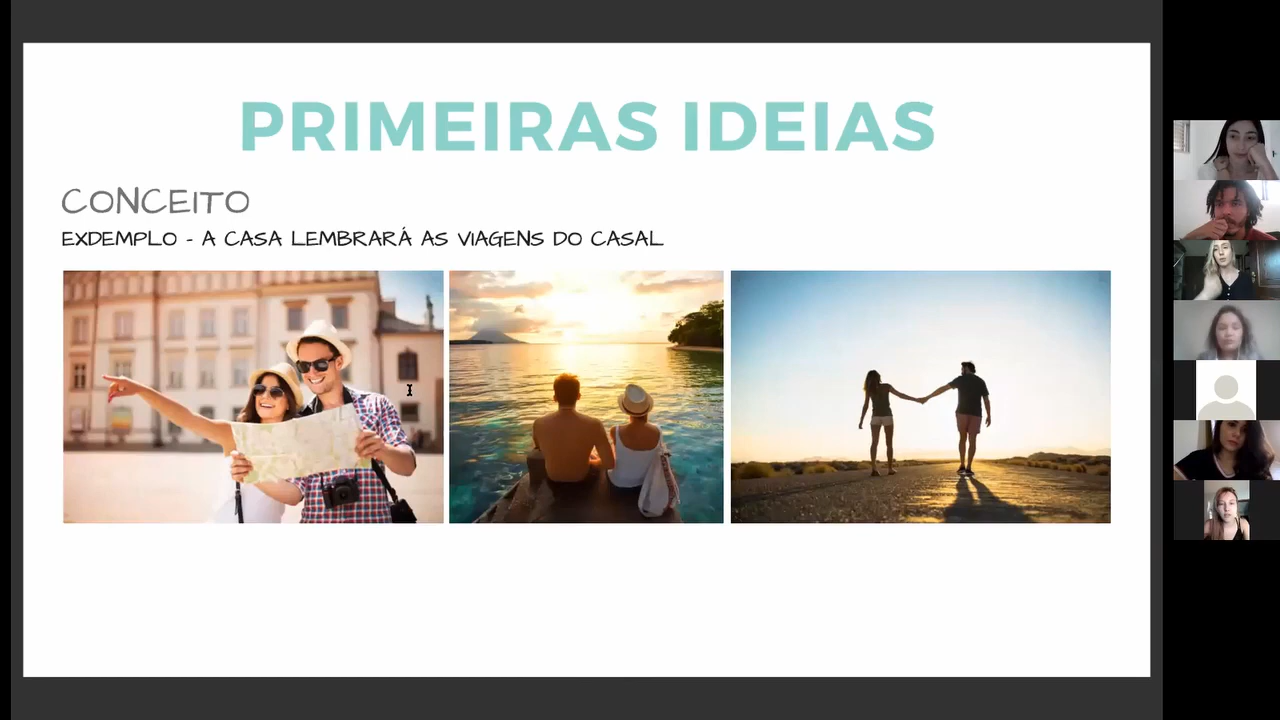 PRIMEIRAS IDEIAS
CONCEITO
EXDEMPLO - A CASA LEMBRARÁ AS VIAGENS DO CASAL